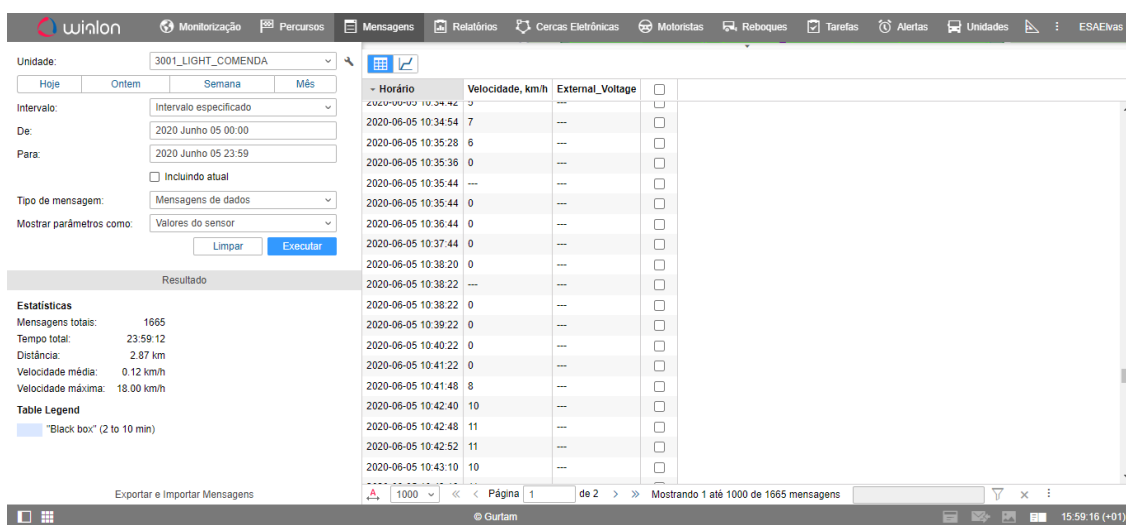 wialon Monitorização Percursos Mensagens Relatórios Cercas Eletrônicas Motoristas Reboques Tarefas Alertas Unidades ESAElvas
Unidade: 3001_LIGHT_COMENDA
Hoje Ontem Semana Mês
Intervalo: Intervalo especificado
De: 2020 Junho 05 00:00
Para: 2020 Junho 05 23:59
Incluindo atual
Tipo de mensagem: Mensagens de dados
Mostrar parâmetros como: Valores do sensor
Limpar Executar
Resultado
Estatísticas
Mensagens totais: 1665
Tempo total: 23:59:12
Distância: 2.87 km
Velocidade média: 0.12 km/h
Velocidade máxima: 18.00 km/h
Table Legend
"Black box" (2 to 10 min)
Exportar e Importar Mensagens
Horário Velocidade, km/h External_Voltage
2020-06-05 10:34:42 5 ---
2020-06-05 10:34:54 7 ---
2020-06-05 10:35:28 6 ---
2020-06-05 10:35:36 0 ---
2020-06-05 10:35:44 --- ---
2020-06-05 10:35:44 0 ---
2020-06-05 10:36:44 0 ---
2020-06-05 10:37:44 0 ---
2020-06-05 10:38:20 0 ---
2020-06-05 10:38:22 --- ---
2020-06-05 10:38:22 0 ---
2020-06-05 10:39:22 0 ---
2020-06-05 10:40:22 0 ---
2020-06-05 10:41:22 0 ---
2020-06-05 10:41:48 8 ---
2020-06-05 10:42:40 10 ---
2020-06-05 10:42:48 11 ---
2020-06-05 10:42:52 11 ---
2020-06-05 10:43:10 10 ---
1000 Página 1 de 2 Mostrando 1 até 1000 de 1665 mensagens
© Gurtam 15:59:16 (+01)